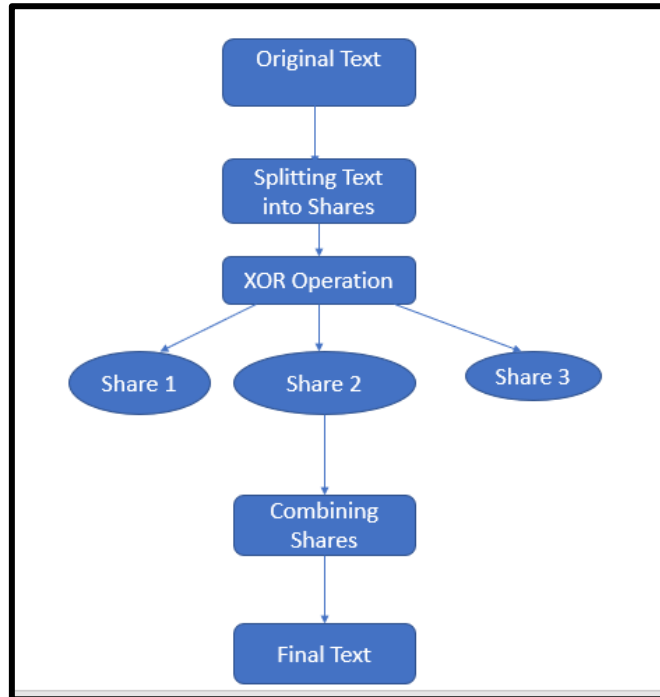 Original Text
Splitting Text
into Shares
XOR Operation
Share 1
Share 2
Share 3
Combining
Shares
Final Text